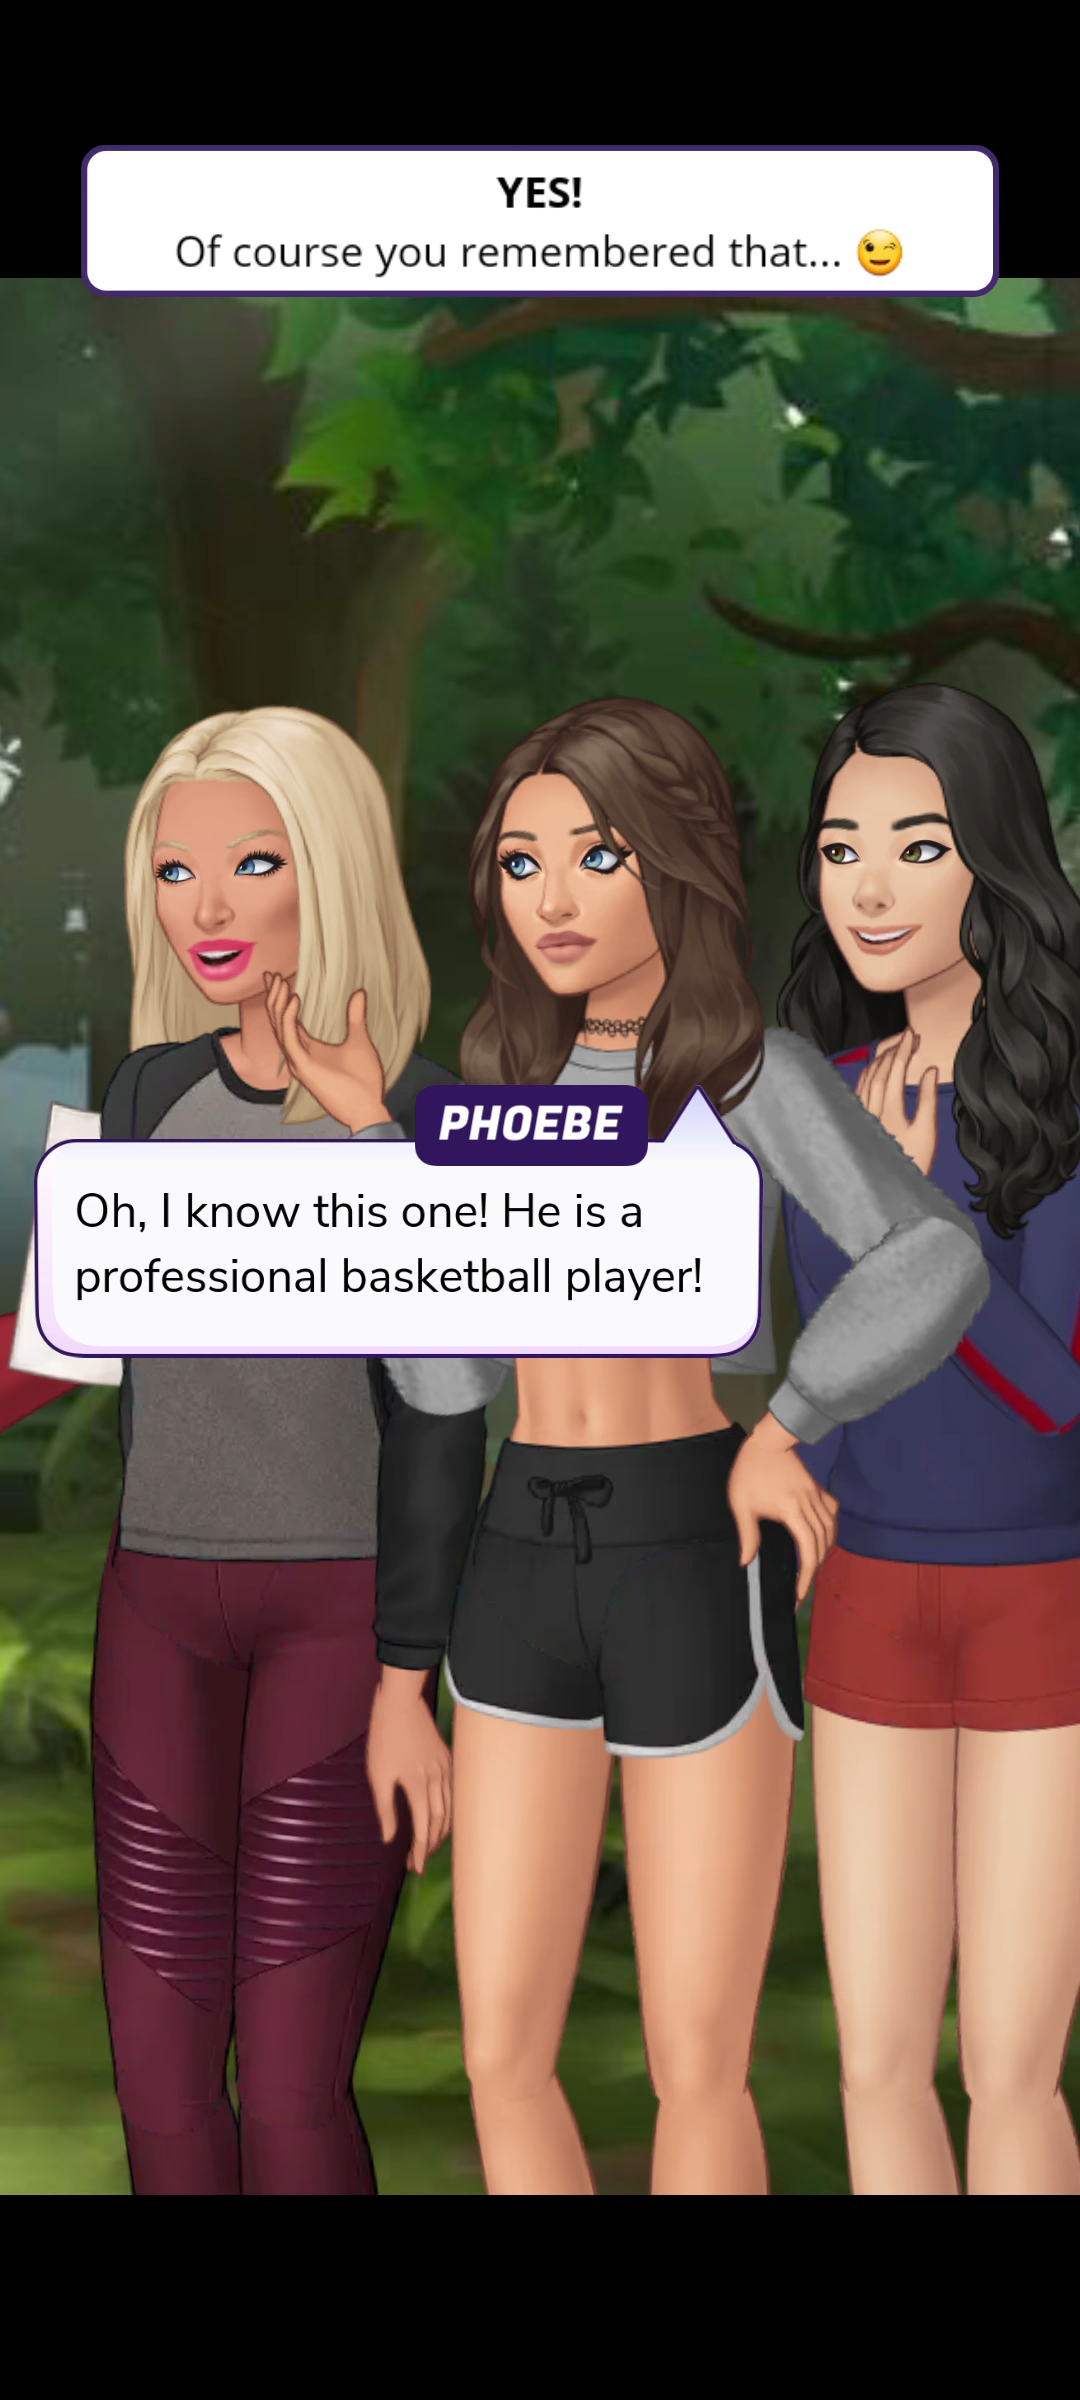 YES!
Of course you remembered that... 😉
PHOEBE
Oh, I know this one! He is a
professional basketball player!